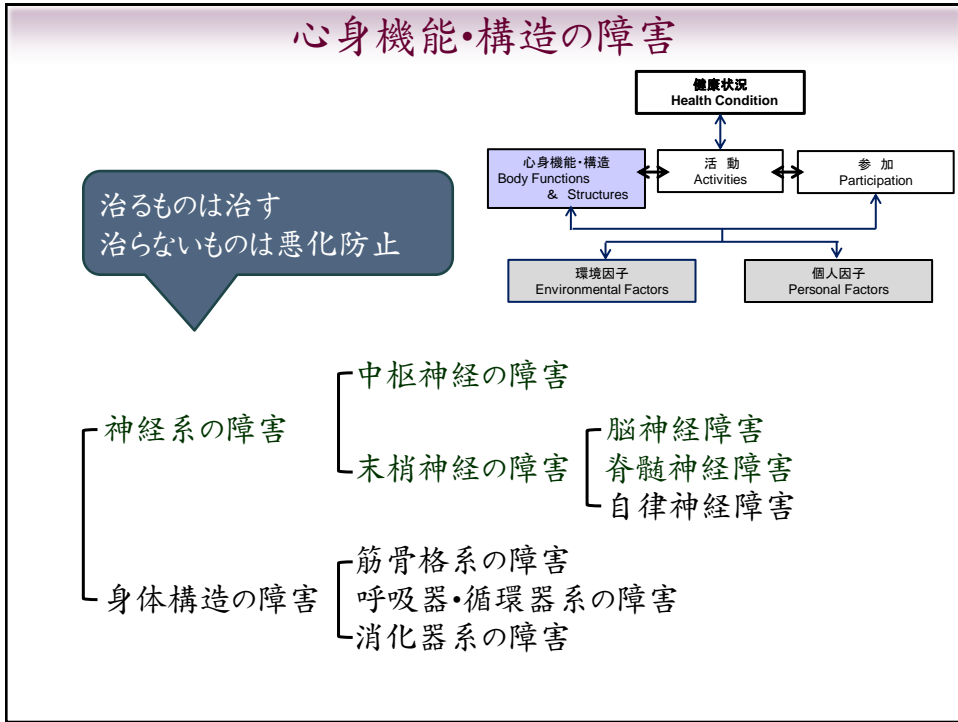 心身機能・構造の障害
健康状況
Health Condition
心身機能・構造
Body Functions
& Structures
活 動
Activities
参 加
Participation
環境因子
Environmental Factors
個人因子
Personal Factors
治るものは治す
治らないものは悪化防止
神経系の障害
中枢神経の障害
末梢神経の障害
脳神経障害
脊髄神経障害
自律神経障害
身体構造の障害
筋骨格系の障害
呼吸器・循環器系の障害
消化器系の障害